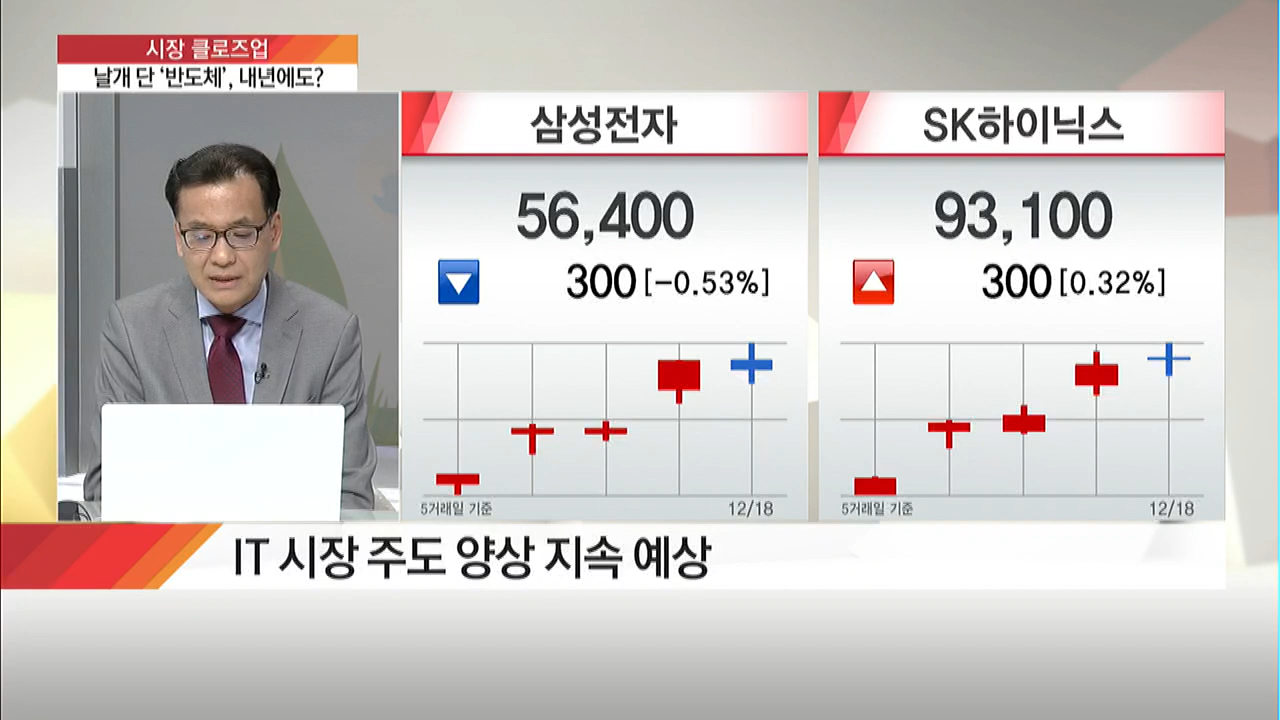 시장 클로즈업
날개 단 ‘반도체’, 내년에도?
삼성전자
56,400
▼ 300 [-0.53%]
5거래일 기준 12/18
SK하이닉스
93,100
▲ 300 [0.32%]
5거래일 기준 12/18
IT 시장 주도 양상 지속 예상